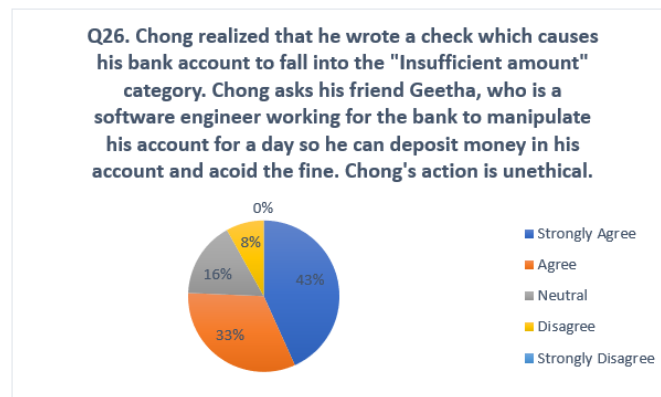 Q26. Chong realized that he wrote a check which causes
his bank account to fall into the "Insufficient amount"
category. Chong asks his friend Geetha, who is a
software engineer working for the bank to manipulate
his account for a day so he can deposit money in his
account and acoid the fine. Chong's action is unethical.
0%
8%
16%
43%
33%
Strongly Agree
Agree
Neutral
Disagree
Strongly Disagree